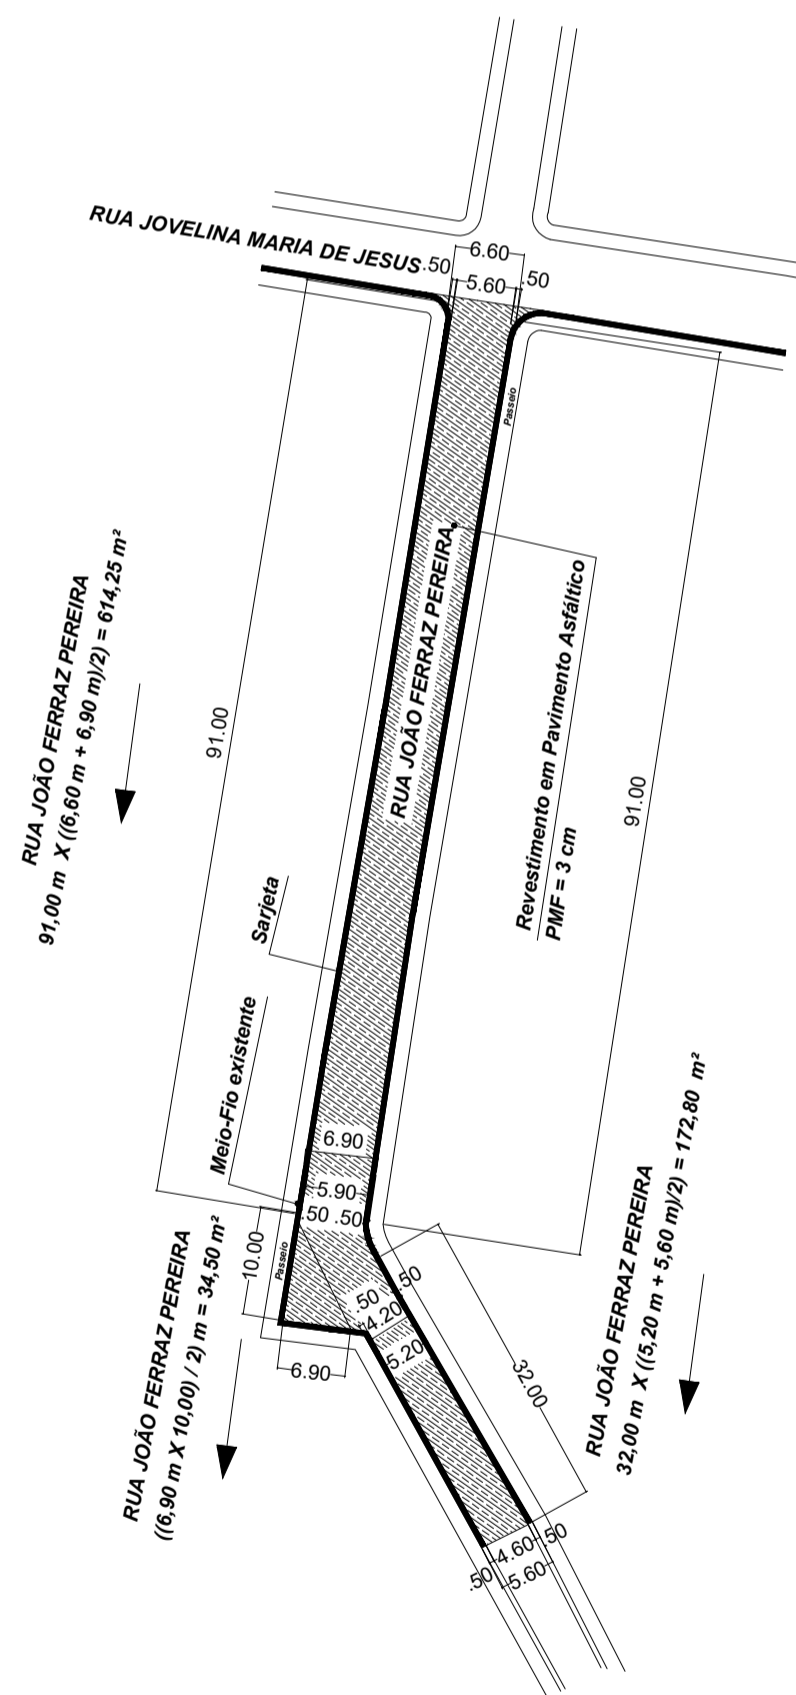 RUA JOVELINA MARIA DE JESUS
6.60
.50
5.60
.50
Passeio
RUA JOÃO FERRAZ PEREIRA
Revestimento em Pavimento Asfáltico
PMF = 3 cm
RUA JOÃO FERRAZ PEREIRA
91,00 m X ((6,60 m + 6,90 m)/2) = 614,25 m²
91.00
91.00
Sarjeta
Meio-Fio existente
6.90
5.90
.50
.50
10.00
Passeio
6.90
.50
4.20
.50
5.20
32.00
RUA JOÃO FERRAZ PEREIRA
((6,90 m X 10,00) / 2) m = 34,50 m²
RUA JOÃO FERRAZ PEREIRA
32,00 m X ((5,20 m + 5,60 m)/2) = 172,80 m²
.50
4.60
.50
5.60